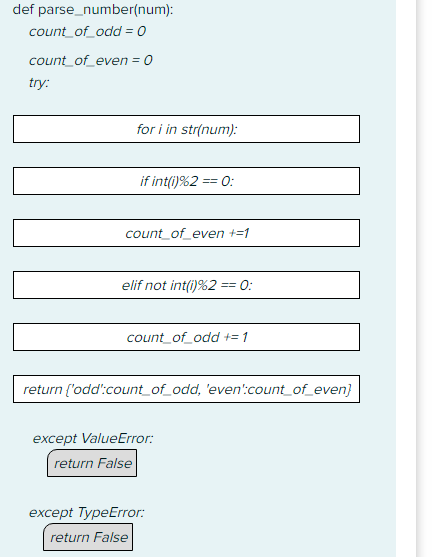 def parse_number(num):
count_of_odd = 0
count_of_even = 0
try:
for i in str(num):
if int(i)%2 == 0:
count_of_even +=1
elif not int(i)%2 == 0:
count_of_odd += 1
return {'odd':count_of_odd, 'even':count_of_even}
except ValueError:
return False
except TypeError:
return False